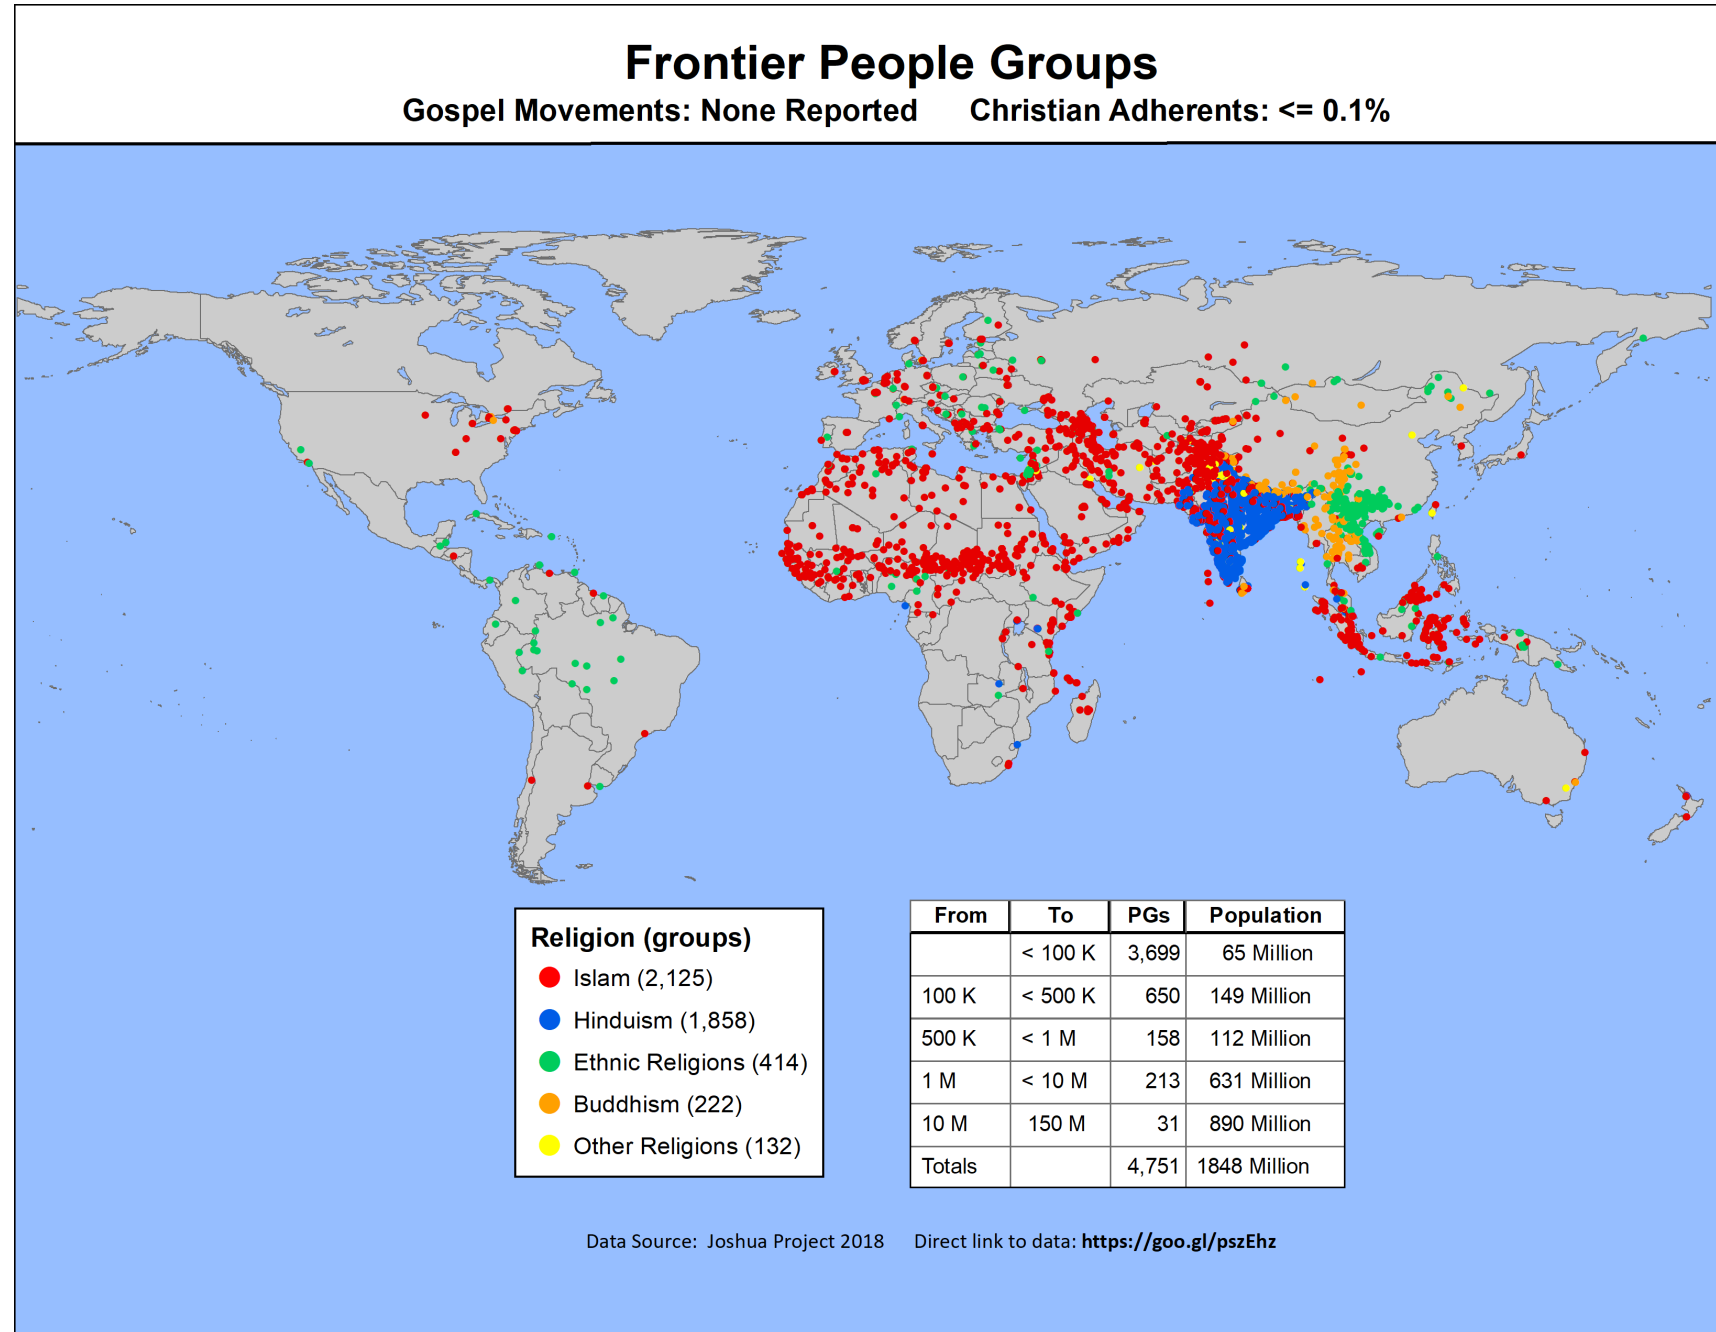 Frontier People Groups
Gospel Movements: None Reported Christian Adherents: <= 0.1%
Religion (groups)
Islam (2,125)
Hinduism (1,858)
Ethnic Religions (414)
Buddhism (222)
Other Religions (132)
From To PGs Population
< 100 K 3,699 65 Million
100 K < 500 K 650 149 Million
500 K < 1 M 158 112 Million
1 M < 10 M 213 631 Million
10 M 150 M 31 890 Million
Totals 4,751 1848 Million
Data Source: Joshua Project 2018 Direct link to data: https://goo.gl/pszEhz